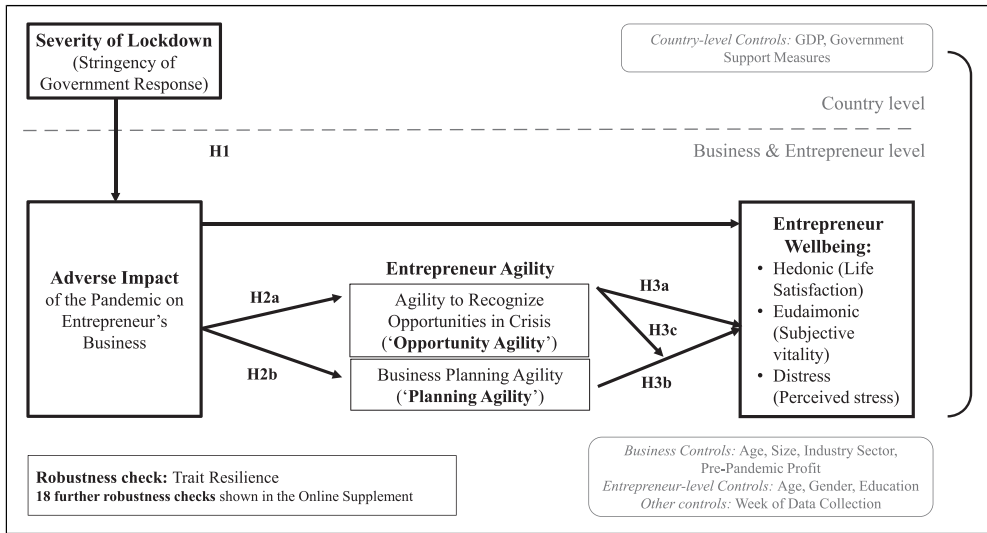 Severity of Lockdown
(Stringency of
Government Response)
Country-level Controls: GDP, Government
Support Measures
Country level
H1
Business & Entrepreneur level
Adverse Impact
of the Pandemic on
Entrepreneur's
Business
H2a
H2b
Entrepreneur Agility
Agility to Recognize
Opportunities in Crisis
('Opportunity Agility')
Business Planning Agility
('Planning Agility')
H3a
H3c
H3b
Entrepreneur
Wellbeing:
• Hedonic (Life
Satisfaction)
• Eudaimonic
(Subjective
vitality)
• Distress
(Perceived stress)
Robustness check: Trait Resilience
18 further robustness checks shown in the Online Supplement
Business Controls: Age, Size, Industry Sector,
Pre-Pandemic Profit
Entrepreneur-level Controls: Age, Gender, Education
Other controls: Week of Data Collection